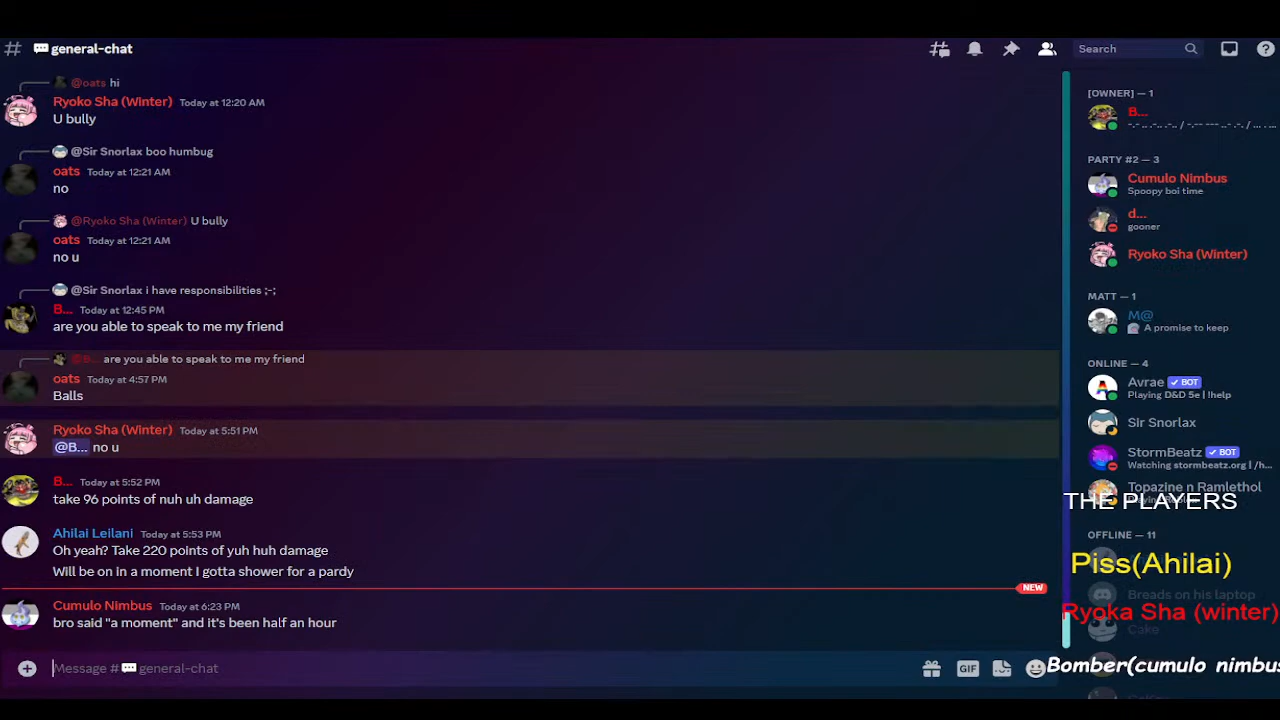 # general-chat
Search
@oats hi
Ryoko Sha (Winter) Today at 12:20 AM
U bully
@Sir Snorlax boo humbug
oats Today at 12:21 AM
no
@Ryoko Sha (Winter) U bully
oats Today at 12:21 AM
no u
@Sir Snorlax i have responsibilities ;-;
B... Today at 12:45 PM
are you able to speak to me my friend
@B... are you able to speak to me my friend
oats Today at 4:57 PM
Balls
Ryoko Sha (Winter) Today at 5:51 PM
@B... no u
B... Today at 5:52 PM
take 96 points of nuh uh damage
Ahilai Leilani Today at 5:53 PM
Oh yeah? Take 220 points of yuh huh damage
Will be on in a moment I gotta shower for a pardy
NEW
Cumulo Nimbus Today at 6:23 PM
bro said "a moment" and it's been half an hour
Message # general-chat
GIF
[OWNER] — 1
B...
PARTY #2 — 3
Cumulo Nimbus
Spoopy boi time
d...
gooner
Ryoko Sha (Winter)
MATT — 1
M@
A promise to keep
ONLINE — 4
Avrae BOT
Playing D&D 5e | !help
Sir Snorlax
StormBeatz BOT
Watching stormbeatz.org | /h...
Topazine n Ramlethol
THE PLAYERS
OFFLINE — 11
Piss(Ahilai)
Breads on his laptop
Ryoka Sha (winter)
Cake
Bomber(cumulo nimbus